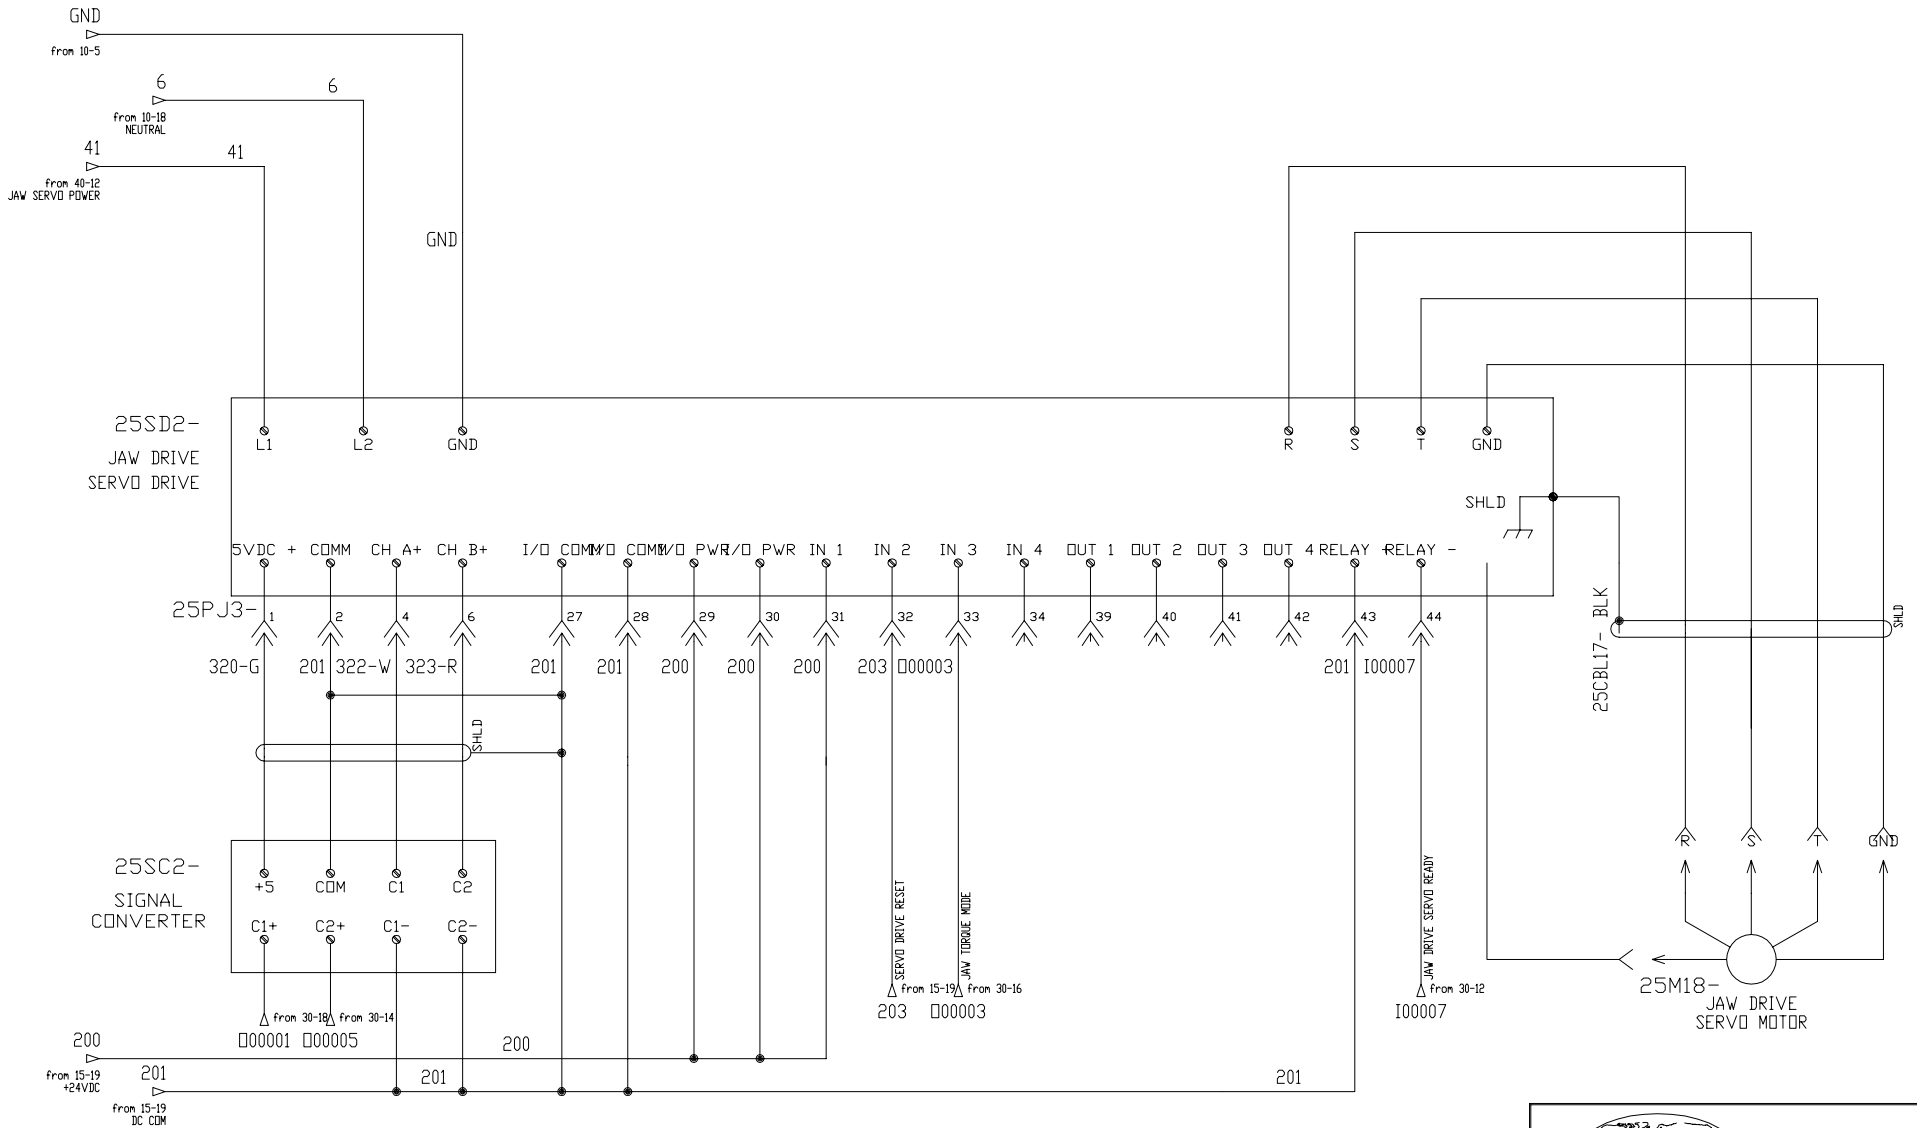 GND
from 10-5
6
6
from 10-18
NEUTRAL
41
41
from 40-12
JAW SERVO POWER
GND
25SD2-
JAW DRIVE
SERVO DRIVE
L1 L2 GND R S T GND
SHLD
5VDC + COMM CH A+ CH B+ I/O COMM I/O COMM I/O PWR I/O PWR IN 1 IN 2 IN 3 IN 4 OUT 1 OUT 2 OUT 3 OUT 4 RELAY + RELAY -
25PJ3-
1 2 4 6 27 28 29 30 31 32 33 34 39 40 41 42 43 44
320-G 201 322-W 323-R 201 201 200 200 200 203 O00003 201 I00007
25CBL17- BLK
SHLD
SHLD
25SC2-
SIGNAL
CONVERTER
+5 COM C1 C2
C1+ C2+ C1- C2-
from 30-18 from 30-14
O00001 O00005
SERVO DRIVE RESET
from 15-19
203
JAW TORQUE MODE
from 30-16
O00003
JAW DRIVE SERVO READY
from 30-12
I00007
R S T GND
25M18-
JAW DRIVE
SERVO MOTOR
200
200
from 15-19
+24VDC
201
201
201
from 15-19
DC COM